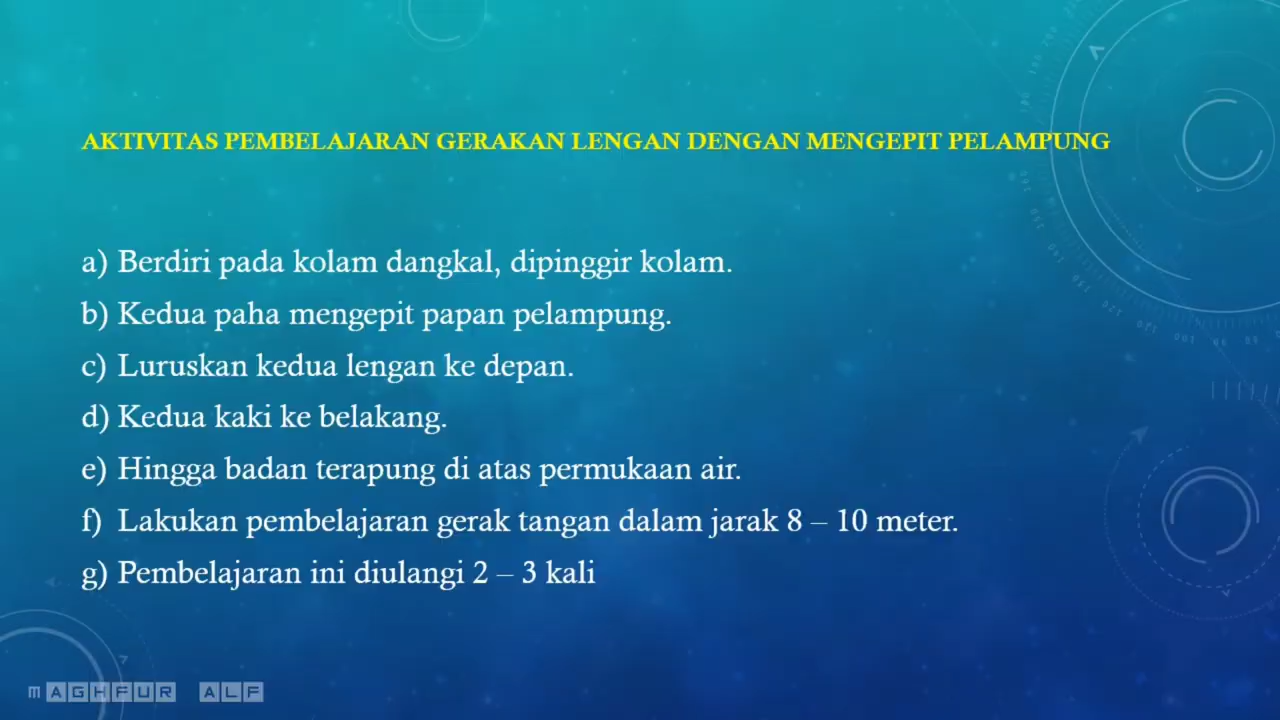 AKTIVITAS PEMBELAJARAN GERAKAN LENGAN DENGAN MENGEPIT PELAMPUNG
a) Berdiri pada kolam dangkal, dipinggir kolam.
b) Kedua paha mengepit papan pelampung.
c) Luruskan kedua lengan ke depan.
d) Kedua kaki ke belakang.
e) Hingga badan terapung di atas permukaan air.
f) Lakukan pembelajaran gerak tangan dalam jarak 8 – 10 meter.
g) Pembelajaran ini diulangi 2 – 3 kali
MAGHFUR ALF